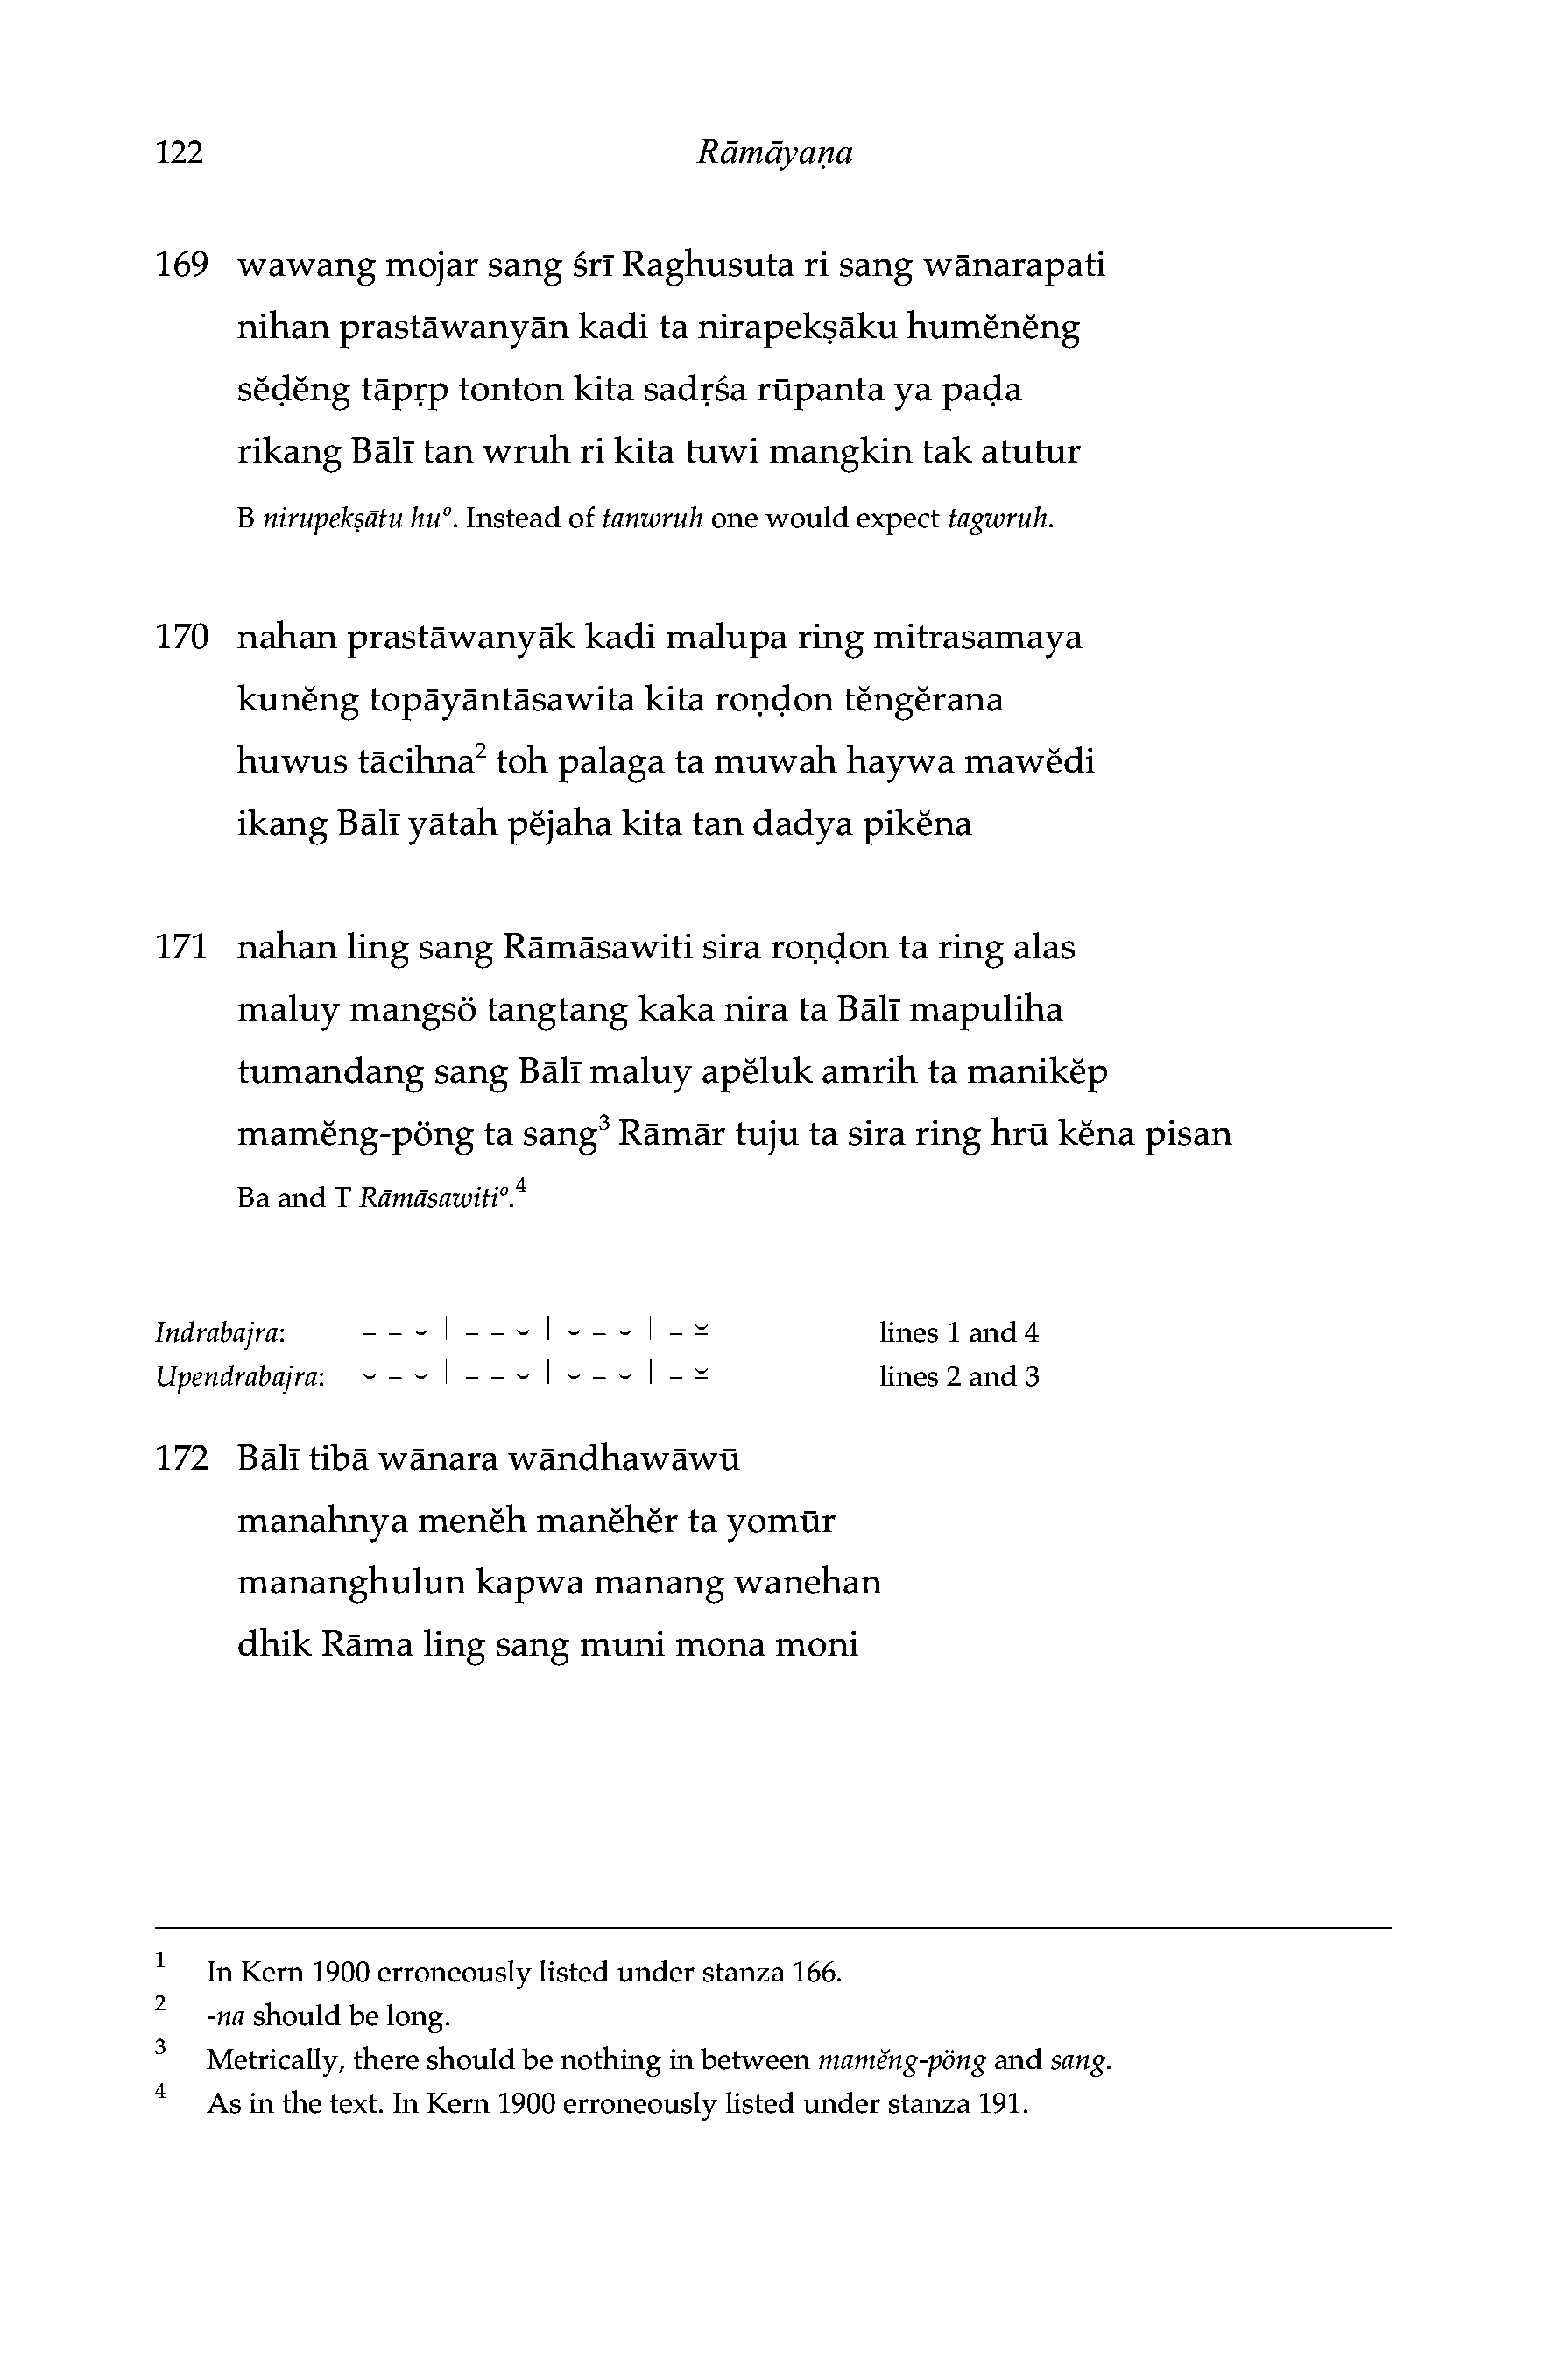 122 Rāmāyaṇa
169 wawang mojar sang śrī Raghusuta ri sang wānarapati
nihan prastāwanyān kadi ta nirapekṣāku humĕnĕng
sĕḍĕng tāpṛp tonton kita sadṛśa rūpanta ya paḍa
rikang Bālī tan wruh ri kita tuwi mangkin tak atutur
B nirupekṣātu huº. Instead of tanwruh one would expect tagwruh.
170 nahan prastāwanyāk kadi malupa ring mitrasamaya
kunĕng topāyāntāsawita kita roṇḍon tĕngĕrana
huwus tācihna² toh palaga ta muwah haywa mawĕdi
ikang Bālī yātah pĕjaha kita tan dadya pikĕna
171 nahan ling sang Rāmāsawiti sira roṇḍon ta ring alas
maluy mangsö tangtang kaka nira ta Bālī mapuliha
tumandang sang Bālī maluy apĕluk amrih ta manikĕp
mamĕng-pöng ta sang³ Rāmār tuju ta sira ring hrū kĕna pisan
Ba and T Rāmāsawitiº.⁴
Indrabajra: – – ⏑ | – – ⏑ | ⏑ – ⏑ | – ⏓ lines 1 and 4
Upendrabajra: ⏑ – ⏑ | – – ⏑ | ⏑ – ⏑ | – ⏓ lines 2 and 3
172 Bālī tibā wānara wāndhawāwū
manahnya menĕh manĕhĕr ta yomūr
mananghulun kapwa manang wanehan
dhik Rāma ling sang muni mona moni
1 In Kern 1900 erroneously listed under stanza 166.
2 -na should be long.
3 Metrically, there should be nothing in between mamĕng-pöng and sang.
4 As in the text. In Kern 1900 erroneously listed under stanza 191.